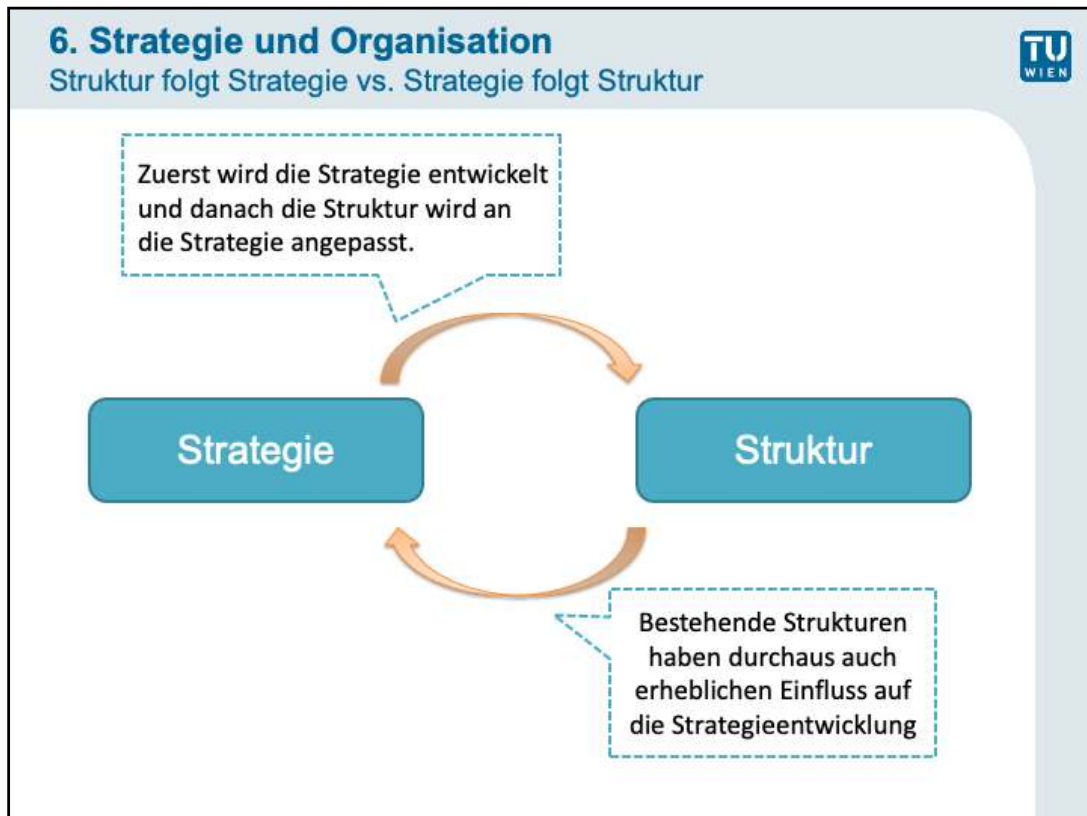 6. Strategie und Organisation
Struktur folgt Strategie vs. Strategie folgt Struktur
TU
WIEN
Zuerst wird die Strategie entwickelt
und danach die Struktur wird an
die Strategie angepasst.
Strategie
Struktur
Bestehende Strukturen
haben durchaus auch
erheblichen Einfluss auf
die Strategieentwicklung